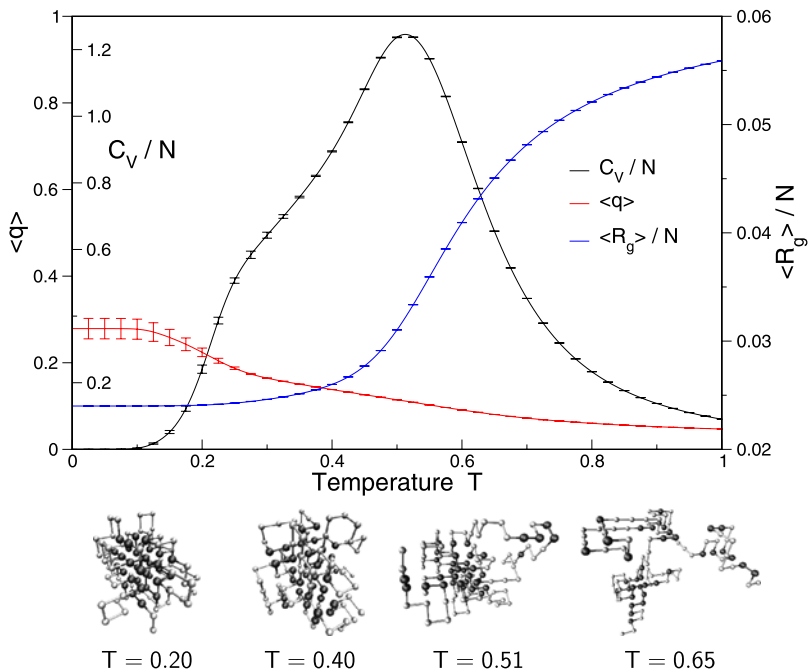 1
0.8
0.6
0.4
0.2
0
<q>
1.2
1.0
0.8
0.6
0.4
0.2
C_V / N
C_V / N
<q>
<R_g> / N
0.06
0.05
0.04
0.03
0.02
<R_g> / N
0 0.2 0.4 0.6 0.8 1
Temperature T
T = 0.20 T = 0.40 T = 0.51 T = 0.65